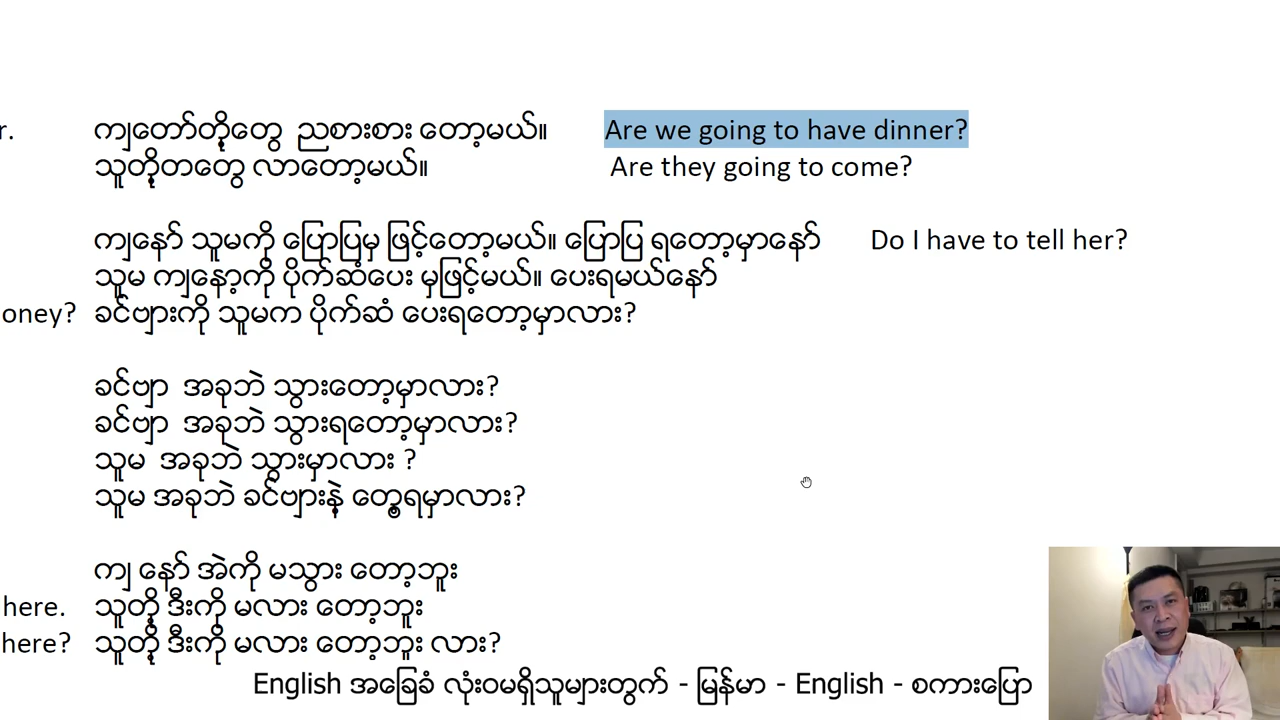 r. ကျတော်တို့တွေ ညစားစား တော့မယ်။ Are we going to have dinner?
သူတို့တတွေ လာတော့မယ်။ Are they going to come?
ကျနော် သူမကို ပြောပြမှ ဖြင့်တော့မယ်။ ပြောပြ ရတော့မှာနော် Do I have to tell her?
သူမ ကျနော့ကို ပိုက်ဆံပေး မှဖြင့်မယ်။ ပေးရမယ်နော်
oney? ခင်ဗျားကို သူမက ပိုက်ဆံ ပေးရတော့မှာလား?
ခင်ဗျာ အခုဘဲ သွားတော့မှာလား?
ခင်ဗျာ အခုဘဲ သွားရတော့မှာလား?
သူမ အခုဘဲ သွားမှာလား ?
သူမ အခုဘဲ ခင်ဗျားနဲ့ တွေ့ရမှာလား?
ကျ နော် အဲကို မသွား တော့ဘူး
here. သူတို့ ဒီးကို မလား တော့ဘူး
here? သူတို့ ဒီးကို မလား တော့ဘူး လား?
English အခြေခံ လုံးဝမရှိသူများတွက် - မြန်မာ - English - စကားပြော